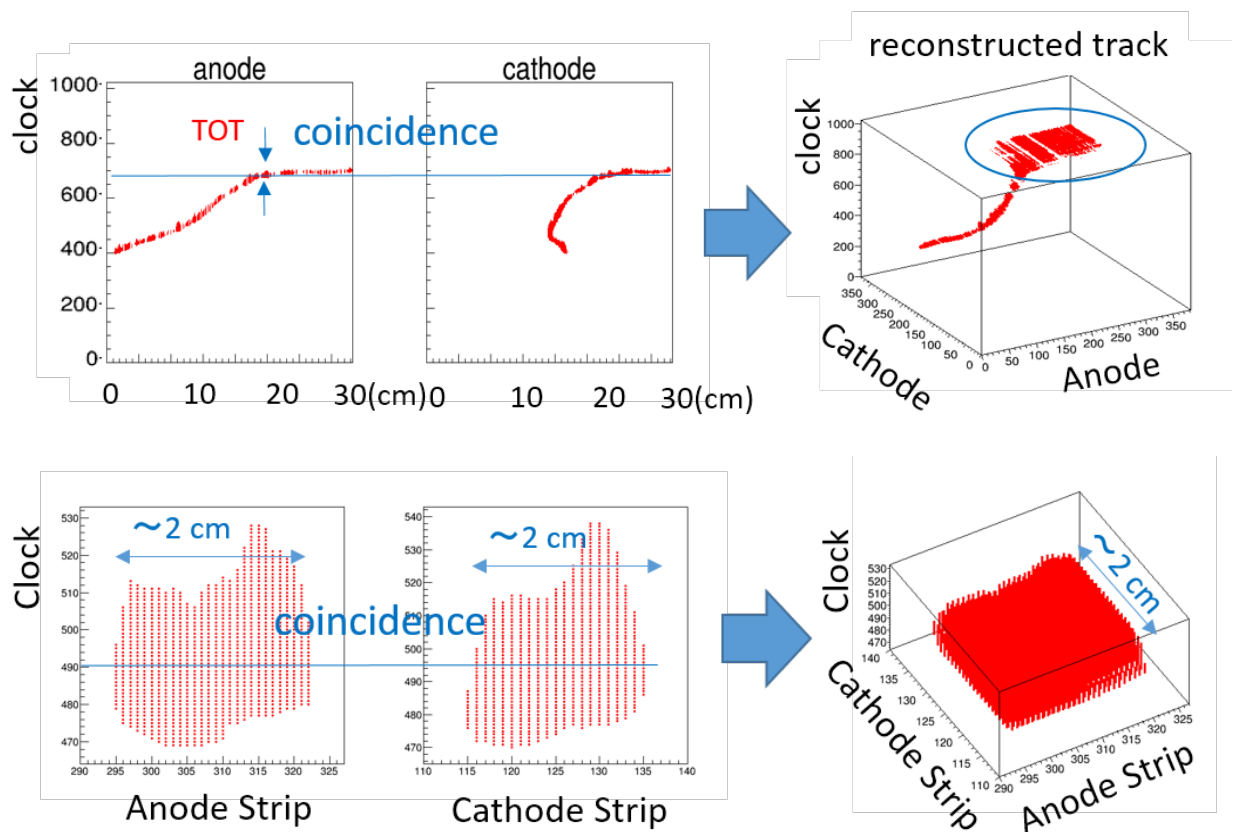 reconstructed track
anode
cathode
clock
TOT
coincidence
1000
800
600
400
200
0
0 10 20 30(cm)
0 10 20 30(cm)
clock
1000
800
600
400
200
0
350 300 250 200 150 100 50 0
0 50 100 150 200 250 300 350
Cathode
Anode
Clock
530
520
510
500
490
480
470
290 295 300 305 310 315 320 325
~2 cm
coincidence
Anode Strip
540
530
520
510
500
490
480
470
110 115 120 125 130 135 140
~2 cm
Cathode Strip
Clock
530
520
510
500
490
480
470
140 135 130 125 120 115 110
290 295 300 305 310 315 320 325
~2 cm
Cathode Strip
Anode Strip